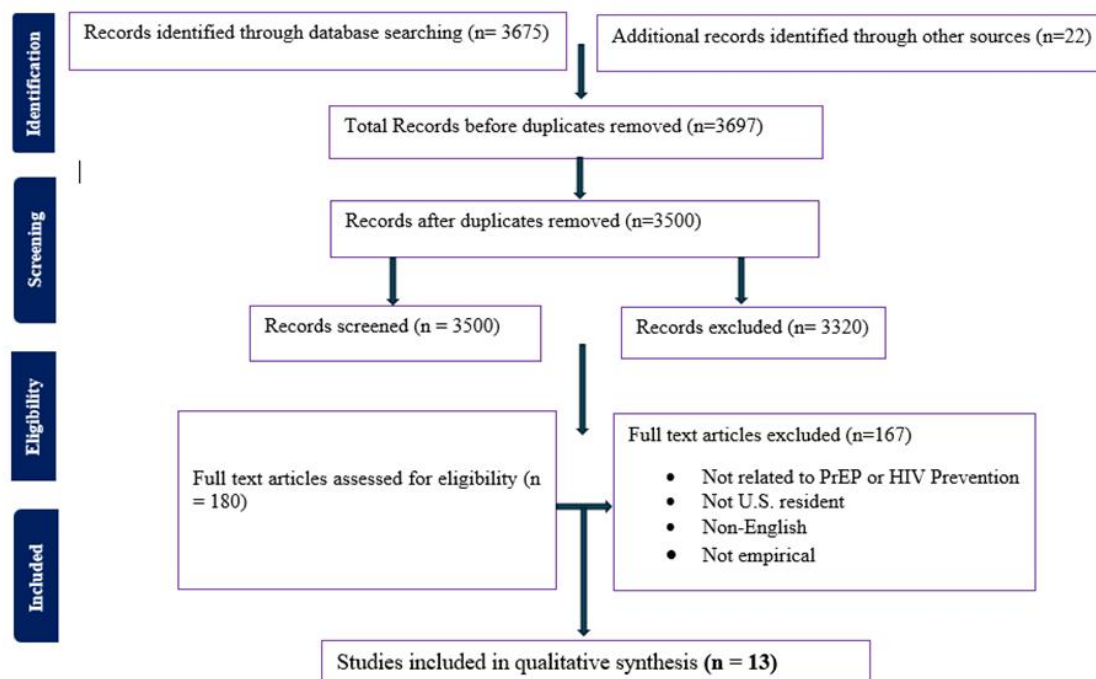 Identification
Records identified through database searching (n= 3675)
Additional records identified through other sources (n=22)
Total Records before duplicates removed (n=3697)
Screening
Records after duplicates removed (n=3500)
Records screened (n = 3500)
Records excluded (n= 3320)
Eligibility
Full text articles assessed for eligibility (n
= 180)
Full text articles excluded (n=167)
• Not related to PrEP or HIV Prevention
• Not U.S. resident
• Non-English
• Not empirical
Included
Studies included in qualitative synthesis (n = 13)